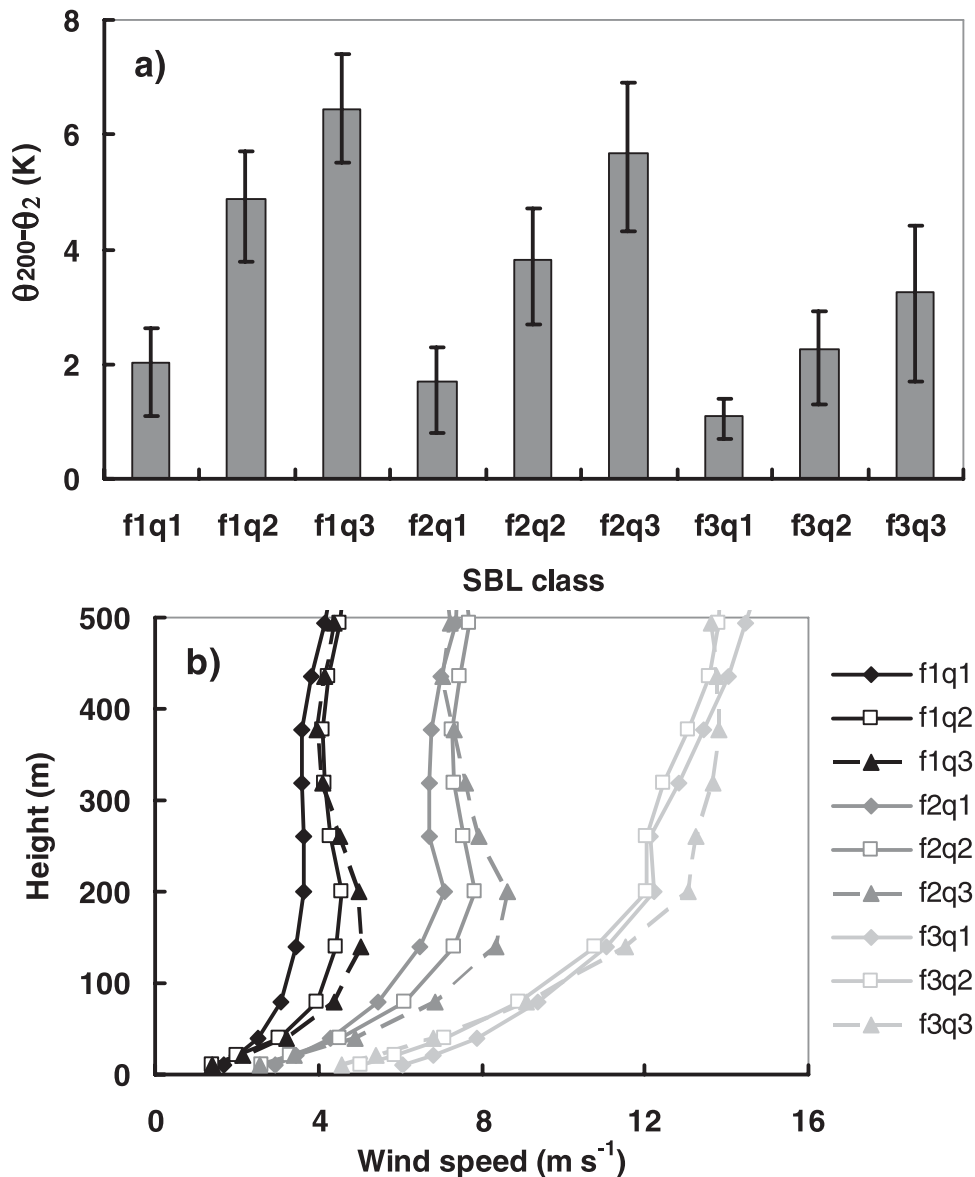 8
a)
6
4
2
0
θ200-θ2 (K)
f1q1 f1q2 f1q3 f2q1 f2q2 f2q3 f3q1 f3q2 f3q3
SBL class
500
b)
400
300
200
100
0
Height (m)
0 4 8 12 16
Wind speed (m s⁻¹)
f1q1
f1q2
f1q3
f2q1
f2q2
f2q3
f3q1
f3q2
f3q3